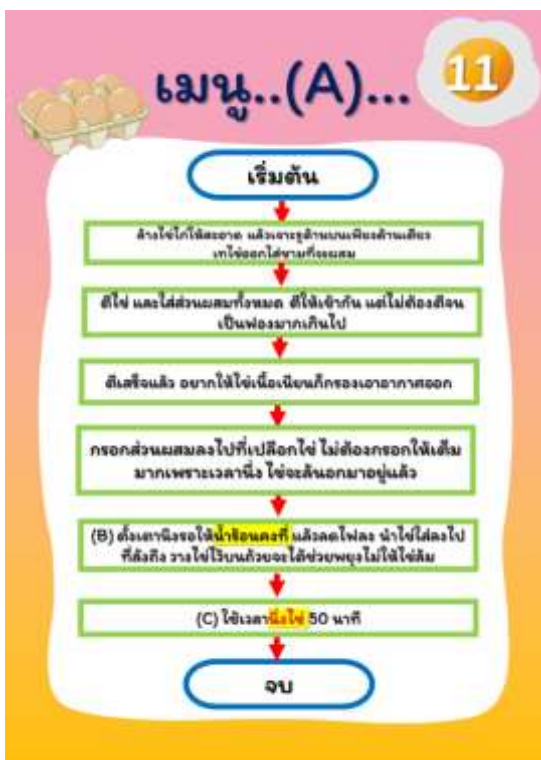 เมนู..(A)...
11
เริ่มต้น
ล้างไข่ไก่ให้สะอาด แล้วเจาะรูด้านบนเพียงด้านเดียว
เทไข่ออกใส่ชามที่จะผสม
ตีไข่ และใส่ส่วนผสมทั้งหมด ตีให้เข้ากัน แต่ไม่ต้องตีจน
เป็นฟองมากเกินไป
ตีเสร็จแล้ว อยากให้ไข่เนื้อเนียนก็กรองเอาอากาศออก
กรอกส่วนผสมลงไปที่เปลือกไข่ ไม่ต้องกรอกให้เต็ม
มากเพราะเวลานึ่ง ไข่จะล้นออกมาอยู่แล้ว
(B) ตั้งเตานึ่งรอให้น้ำร้อนคงที่ แล้วลดไฟลง นำไข่ใส่ลงไป
ที่ลังถึง วางไข่ไว้บนถ้วยจะได้ช่วยพยุงไม่ให้ไข่ล้ม
(C) ใช้เวลานึ่งไข่ 50 นาที
จบ